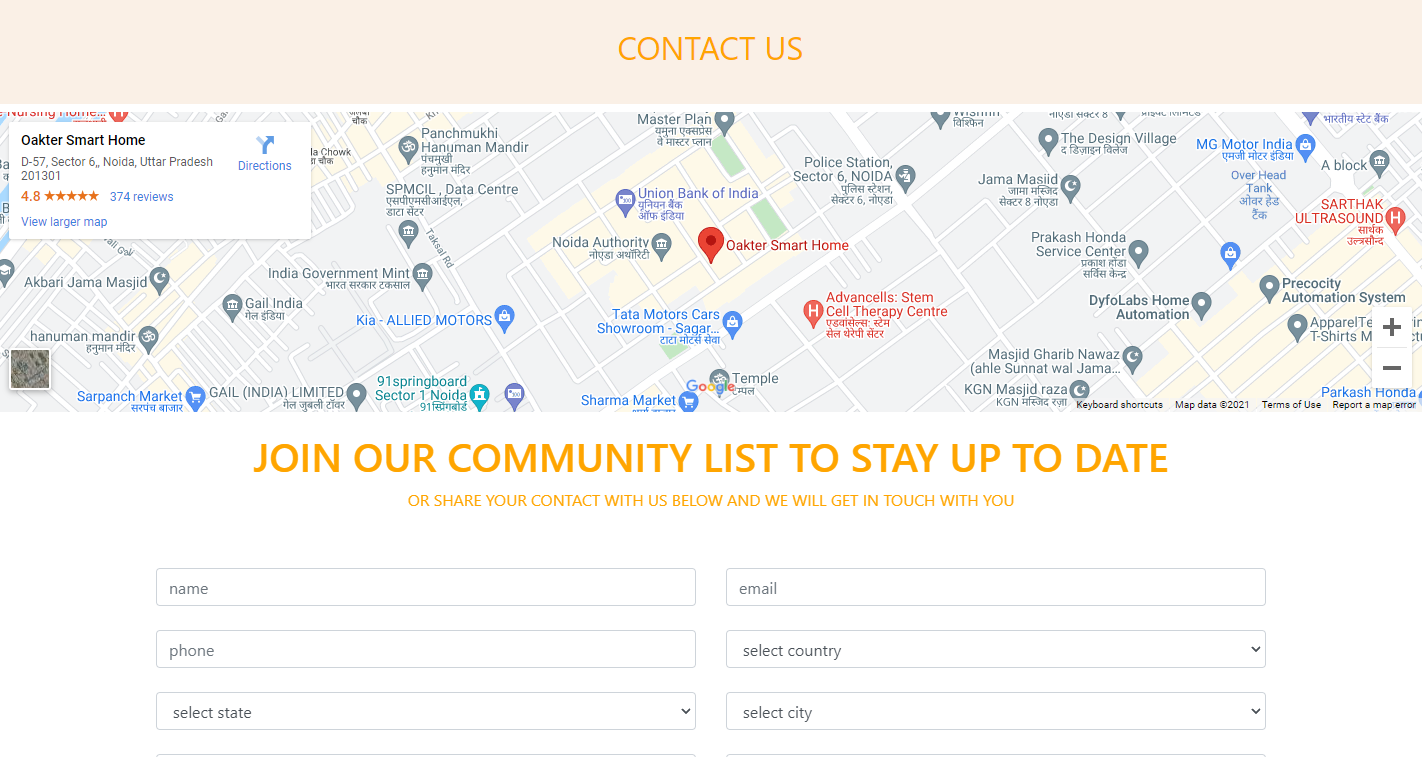 CONTACT US
Nursing Home...
Oakter Smart Home
D-57, Sector 6,, Noida, Uttar Pradesh
201301
4.8
374 reviews
Directions
View larger map
Chowk
चौक
Panchmukhi
Hanuman Mandir
पंचमुखी
हनुमान मंदिर
SPMCIL , Data Centre
एसपीएमसीआईएल,
डाटा सेंटर
Master Plan
यमुना एक्सप्रेस
वे मास्टर प्लान
विश्फिन
The Design Village
द डिज़ाइन विलेज
MG Motor India
एमजी मोटर इंडिया
भारतीय स्टेट बैंक
A block
Over Head
Tank
ओवर हेड
टैंक
Police Station,
Sector 6, NOIDA
पुलिस स्टेशन,
सेक्टर 6, नोएडा
Jama Masjid
जामा मस्जिद
सेक्टर 8 नोएडा
SARTHAK
ULTRASOUND
सार्थक
उल्त्रसौन्द
Union Bank of India
यूनियन बैंक
ऑफ इंडिया
Noida Authority
नोएडा अथॉरिटी
Oakter Smart Home
Prakash Honda
Service Center
प्रकाश होंडा
सर्विस केन्द्र
Taksal Rd
Akbari Jama Masjid
India Government Mint
भारत सरकार टकसाल
Gail India
गेल इंडिया
Kia - ALLIED MOTORS
Tata Motors Cars
Showroom - Sagar...
टाटा मोटर्स सेवा
Advancells: Stem
Cell Therapy Centre
एडवांसेल्स: स्टेम
सेल थेरेपी सेंटर
DyfoLabs Home
Automation
Precocity
Automation System
hanuman mandir
हनुमान मंदिर
T-Shirts
Masjid Gharib Nawaz
(ahle Sunnat wal Jama...
KGN Masjid raza
KGN मस्जिद रज़ा
Parkash Honda
Sarpanch Market
सरपंच बाजार
GAIL (INDIA) LIMITED
गेल जुबली टॉवर
91springboard
Sector 1 Noida
91स्प्रिंगबोर्ड
Sharma Market
Temple
टेम्पल
Google
Keyboard shortcuts
Map data ©2021
Terms of Use
Report a map error
JOIN OUR COMMUNITY LIST TO STAY UP TO DATE
OR SHARE YOUR CONTACT WITH US BELOW AND WE WILL GET IN TOUCH WITH YOU
name
email
phone
select country
select state
select city